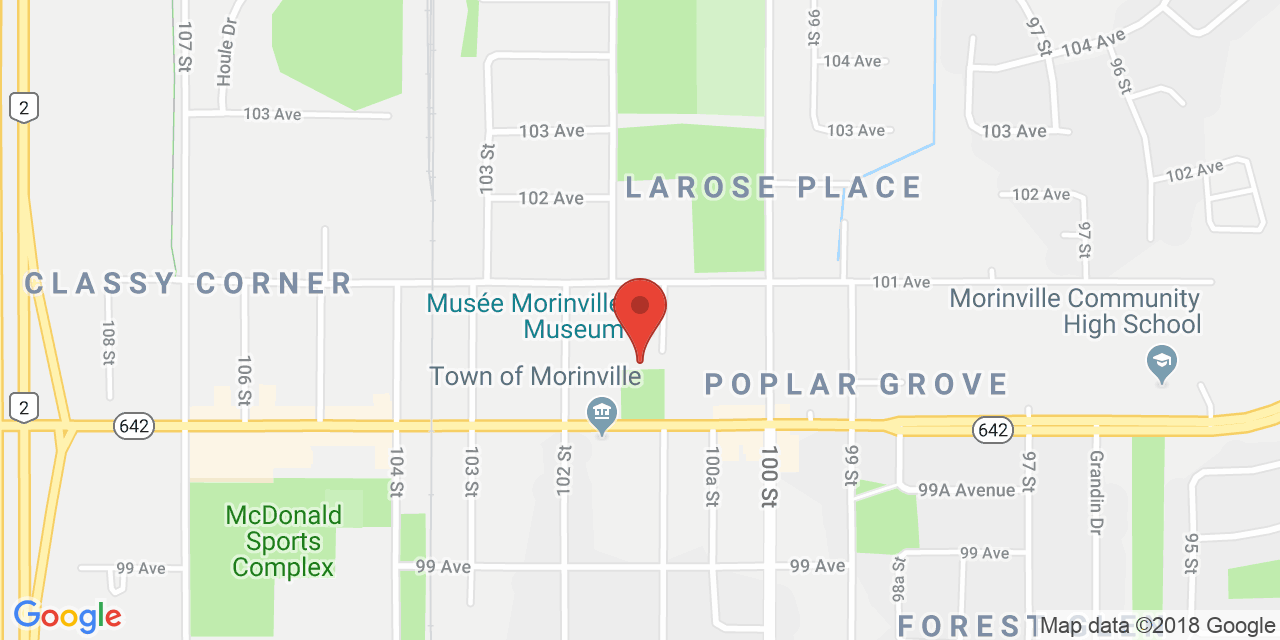 107 St
Houle Dr
103 Ave
103 St
103 Ave
102 Ave
99 St
104 Ave
103 Ave
97 St
104 Ave
96 St
103 Ave
102 Ave
102 Ave
97 St
2
LAROSE PLACE
CLASSY CORNER
101 Ave
Musée Morinville
Museum
Morinville Community
High School
108 St
106 St
Town of Morinville
POPLAR GROVE
2
642
642
104 St
103 St
102 St
100a St
100 St
99 St
99A Avenue
97 St
Grandin Dr
95 St
McDonald
Sports
Complex
99 Ave
99 Ave
99 Ave
99 Ave
98a St
FOREST
Google
Map data ©2018 Google